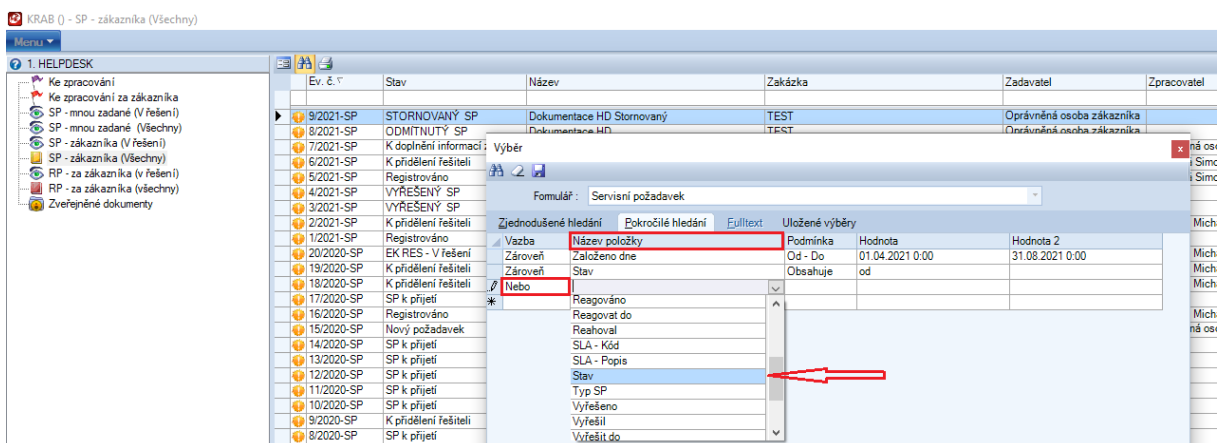 KRAB () - SP - zákazníka (Všechny)
Menu
1. HELPDESK
Ke zpracování
Ke zpracování za zákazníka
SP - mnou zadané (V řešení)
SP - mnou zadané (Všechny)
SP - zákazníka (V řešení)
SP - zákazníka (Všechny)
RP - za zákazníka (v řešení)
RP - za zákazníka (všechny)
Zveřejněné dokumenty
Ev. č. Stav Název Zakázka Zadavatel Zpracovatel
9/2021-SP STORNOVANÝ SP Dokumentace HD Stornovaný TEST Oprávněná osoba zákazníka
8/2021-SP ODMÍTNUTÝ SP Dokumentace HD TEST Oprávněná osoba zákazníka
7/2021-SP K doplnění informací z
6/2021-SP K přidělení řešiteli
5/2021-SP Registrováno
4/2021-SP VYŘEŠENÝ SP
3/2021-SP VYŘEŠENÝ SP
2/2021-SP K přidělení řešiteli Mich
1/2021-SP Registrováno
20/2020-SP EK RES - V řešení Mich
19/2020-SP K přidělení řešiteli Mich
18/2020-SP K přidělení řešiteli Mich
17/2020-SP SP k přijetí
16/2020-SP Registrováno Mich
15/2020-SP Nový požadavek ná os
14/2020-SP SP k přijetí
13/2020-SP SP k přijetí
12/2020-SP SP k přijetí
11/2020-SP SP k přijetí
10/2020-SP SP k přijetí
9/2020-SP K přidělení řešiteli
8/2020-SP SP k přijetí
Výběr x
Formulář : Servisní požadavek
Zjednodušené hledání Pokročilé hledání Fulltext Uložené výběry
Vazba Název položky Podmínka Hodnota Hodnota 2
Zároveň Založeno dne Od - Do 01.04.2021 0:00 31.08.2021 0:00
Zároveň Stav Obsahuje od
Nebo
Reagováno
Reagovat do
Reahoval
SLA - Kód
SLA - Popis
Stav
Typ SP
Vyřešeno
Vyřešil
Vyřešit do